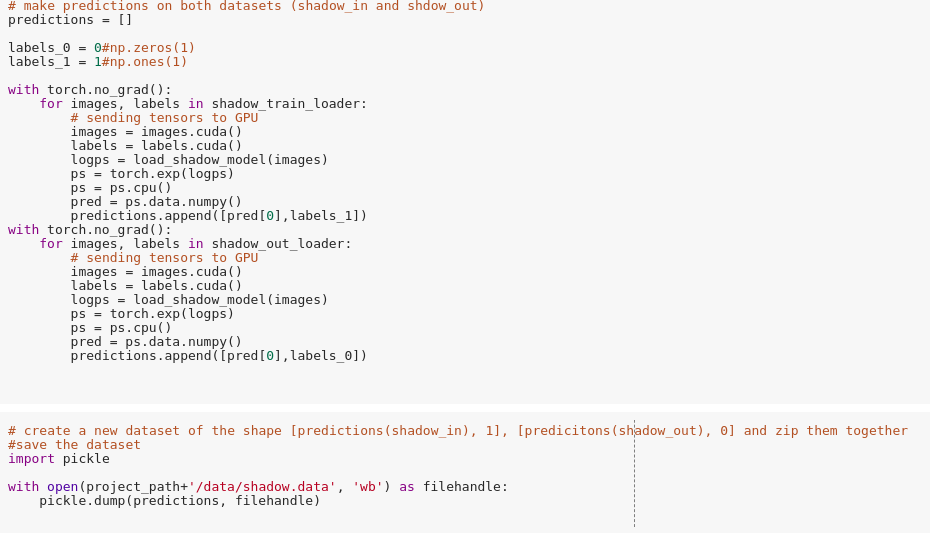 # make predictions on both datasets (shadow_in and shdow_out)
predictions = []
labels_0 = 0#np.zeros(1)
labels_1 = 1#np.ones(1)
with torch.no_grad():
    for images, labels in shadow_train_loader:
        # sending tensors to GPU
        images = images.cuda()
        labels = labels.cuda()
        logps = load_shadow_model(images)
        ps = torch.exp(logps)
        ps = ps.cpu()
        pred = ps.data.numpy()
        predictions.append([pred[0],labels_1])
with torch.no_grad():
    for images, labels in shadow_out_loader:
        # sending tensors to GPU
        images = images.cuda()
        labels = labels.cuda()
        logps = load_shadow_model(images)
        ps = torch.exp(logps)
        ps = ps.cpu()
        pred = ps.data.numpy()
        predictions.append([pred[0],labels_0])
# create a new dataset of the shape [predictions(shadow_in), 1], [predicitons(shadow_out), 0] and zip them together
#save the dataset
import pickle
with open(project_path+'/data/shadow.data', 'wb') as filehandle:
    pickle.dump(predictions, filehandle)